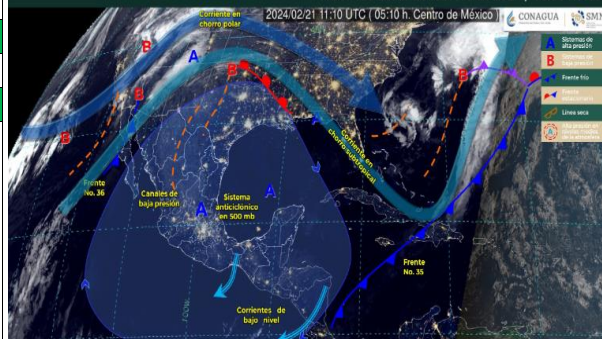 Corriente en
chorro polar
2024/02/21 11:10 UTC ( 05:10 h. Centro de México )
CONAGUA
SMN
A
Sistemas de
alta presión
B
Sistemas de
baja presión
Frente frío
Frente
estacionario
Línea seca
A
B
B
B
B
B
A
A
Corriente en
chorro subtropical
Frente
No. 36
Canales de
baja presión
Sistema
anticiclónico
en 500 mb
Frente
No. 35
Corrientes de
bajo nivel